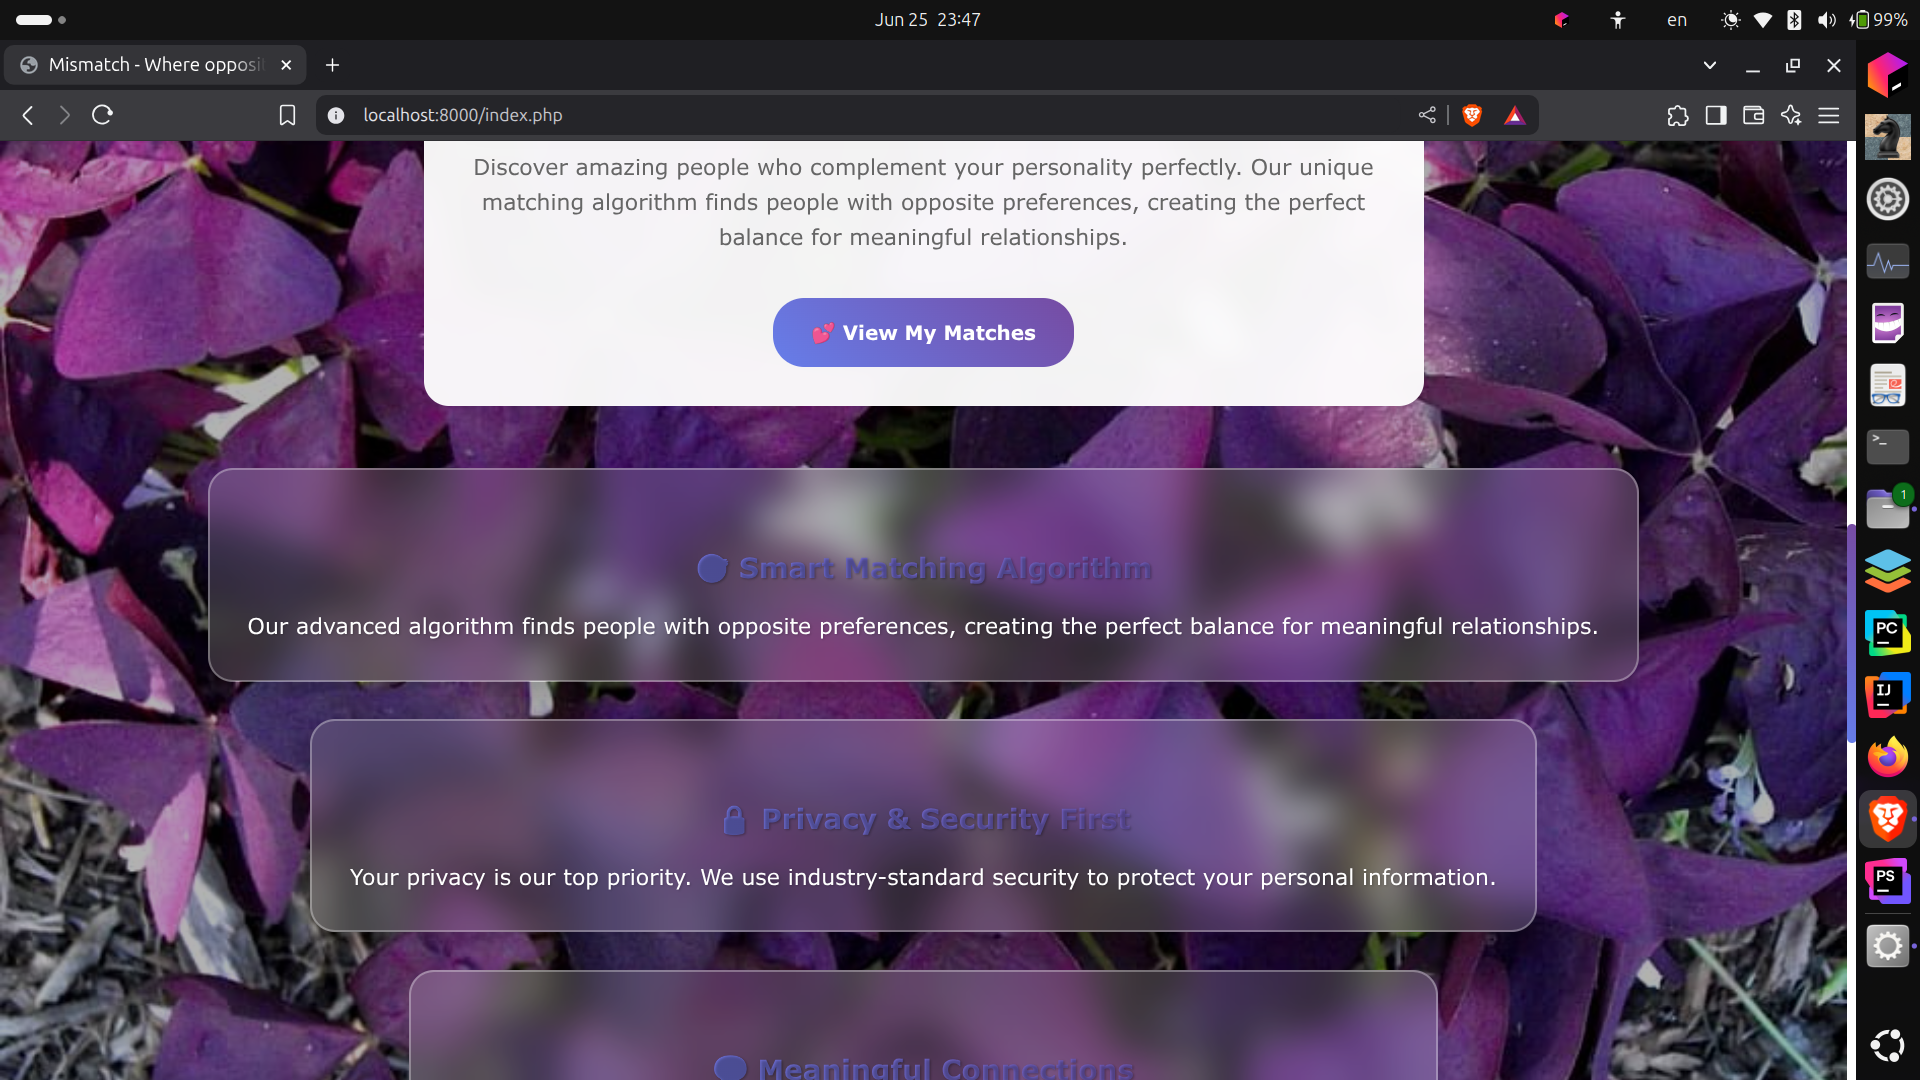 Jun 25 23:47
en
99%
Mismatch - Where opposi
localhost:8000/index.php
Discover amazing people who complement your personality perfectly. Our unique
matching algorithm finds people with opposite preferences, creating the perfect
balance for meaningful relationships.
💕 View My Matches
1
Smart Matching Algorithm
Our advanced algorithm finds people with opposite preferences, creating the perfect balance for meaningful relationships.
PC
IJ
🔒 Privacy & Security First
Your privacy is our top priority. We use industry-standard security to protect your personal information.
PS
Meaningful Connections